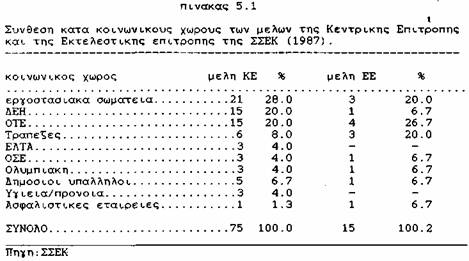 πινακας 5.1
Συνθεση κατα κοινωνικους χωρους των μελων της Κεντρικης Επιτροπης
και της Εκτελεστικης επιτροπης της ΣΣΕΚ (1987).
κοινωνικος χωρος μελη ΚΕ % μελη ΕΕ %
εργοστασιακα σωματεια...........21 28.0 3 20.0
ΔΕΗ.............................15 20.0 1 6.7
ΟΤΕ.............................15 20.0 4 26.7
Τραπεζες........................6 8.0 3 20.0
ΕΛΤΑ............................3 4.0 - -
ΟΣΕ.............................3 4.0 1 6.7
Ολυμπιακη.......................3 4.0 1 6.7
Δημοσιοι υπαλληλοι..............5 6.7 1 6.7
Υγιεια/προνοια..................3 4.0 - -
Ασφαλιστικες εταιρειες..........1 1.3 1 6.7
ΣΥΝΟΛΟ..........................75 100.0 15 100.2
Πηγη:ΣΣΕΚ